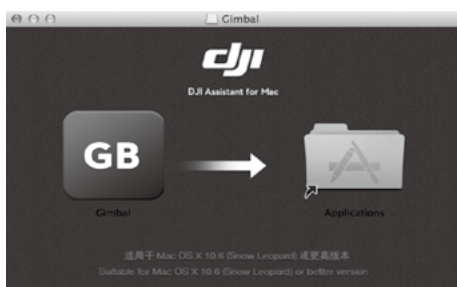 Gimbal
dji
DJI Assistant for Mac
GB
Gimbal
Applications
适用于 Mac OS X 10.6 (Snow Leopard) 或更高版本
Suitable for Mac OS X 10.6 (Snow Leopard) or better version